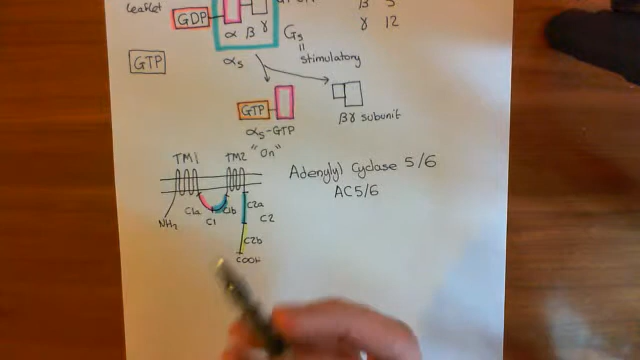 leaflet
GDP
α β γ
Gs
β 5
γ 12
"
stimulatory
GTP
αs
GTP
αs-GTP
βγ subunit
"On"
TM1 TM2
Adenylyl Cyclase 5/6
AC5/6
C1a C1b C2a
C1 C2
NH2
C2b
COOH